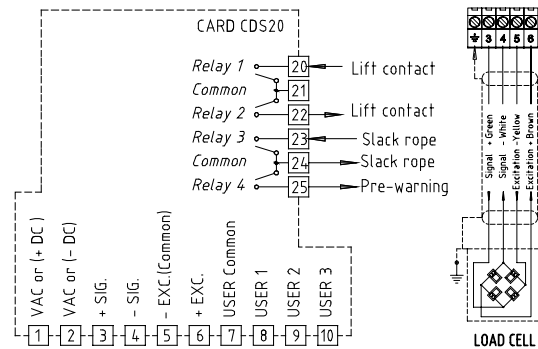 CARD CDS20
Relay 1 20 Lift contact
Common 21
Relay 2 22 Lift contact
Relay 3 23 Slack rope
Common 24 Slack rope
Relay 4 25 Pre-warning
VAC or (+ DC )
VAC or (- DC)
+ SIG.
- SIG.
- EXC.(Common)
+ EXC.
USER Common
USER 1
USER 2
USER 3
1 2 3 4 5 6 7 8 9 10
3 4 5 6
Signal + Green
Signal - White
Excitation -Yellow
Excitation + Brown
LOAD CELL